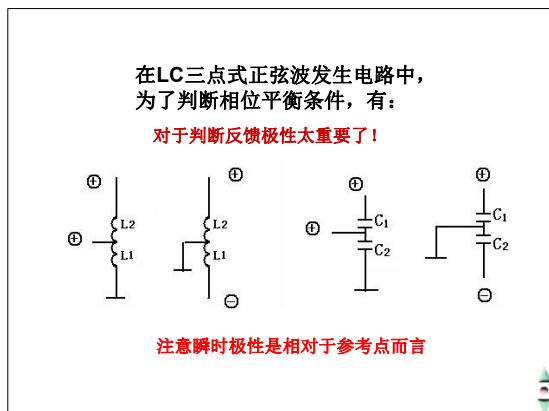 在LC三点式正弦波发生电路中，
为了判断相位平衡条件，有：
对于判断反馈极性太重要了！
⊕ ⊕ ⊕ ⊕
L2 L2 C1 C1
⊕ ⊕
L1 L1 C2 C2
⊖ ⊖
注意瞬时极性是相对于参考点而言